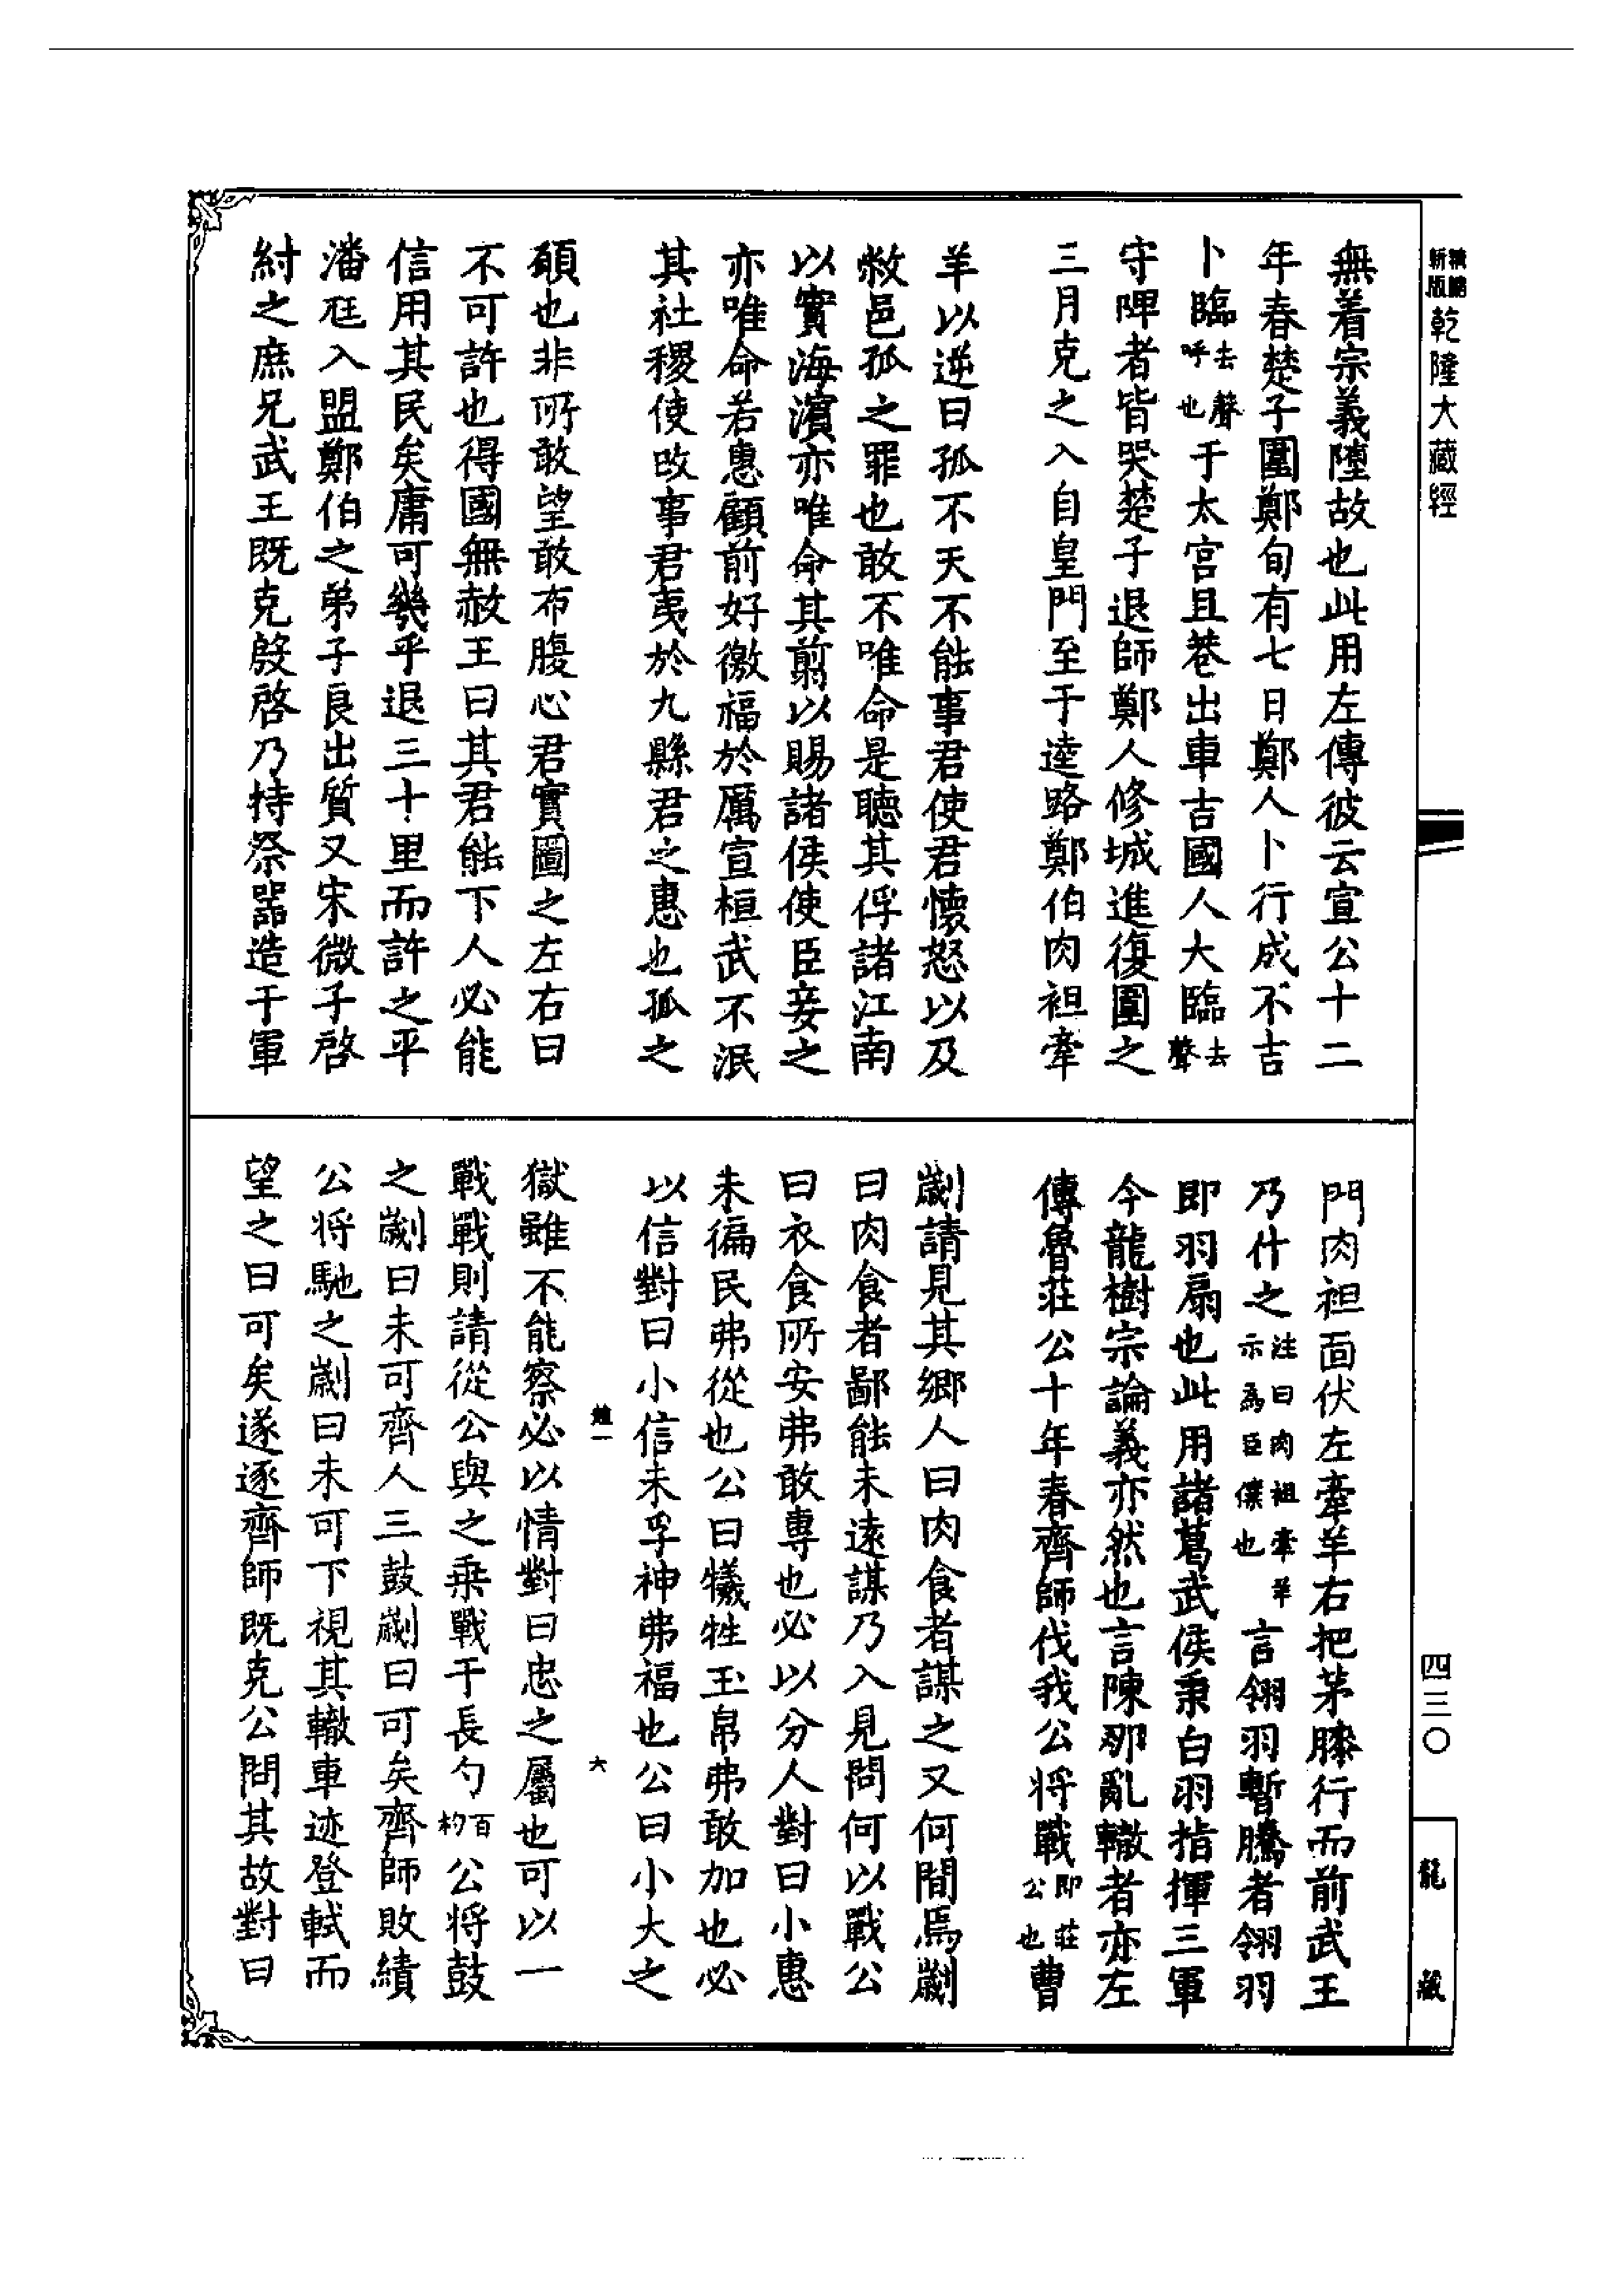 精繕
新版乾隆大藏經
無着宗義墮故也此用左傳彼云宣公十二
年春楚子圍鄭旬有七日鄭人卜行成不吉
卜臨去聲呼也于太宮且巷出車吉國人大臨去聲
守陴者皆哭楚子退師鄭人修城進復圍之
三月克之入自皇門至于逵路鄭伯肉袒牽
羊以逆曰孤不天不能事君使君懷怒以及
敝邑孤之罪也敢不唯命是聽其俘諸江南
以實海濱亦唯命其翦以賜諸侯使臣妾之
亦唯命若惠顧前好徼福於厲宣桓武不泯
其社稷使改事君夷於九縣君之惠也孤之
願也非所敢望敢布腹心君實圖之左右曰
不可許也得國無赦王曰其君能下人必能
信用其民矣庸可幾乎退三十里而許之平
潘尫入盟鄭伯之弟子良出質又宋微子啓
紂之庶兄武王既克殷啓乃持祭器造于軍
門肉袒面伏左牽羊右把茅膝行而前武王
乃什之注曰肉袒牽羊示為臣僕也言翎羽暫騰者翎羽
即羽扇也此用諸葛武侯秉白羽指揮三軍
今龍樹宗論義亦然也言陳那亂轍者亦左
傳魯莊公十年春齊師伐我公将戰即莊公也曹
劌請見其鄉人曰肉食者謀之又何間焉劌
曰肉食者鄙能未遠謀乃入見問何以戰公
曰衣食所安弗敢專也必以分人對曰小惠
未徧民弗從也公曰犧牲玉帛弗敢加也必
以信對曰小信未孚神弗福也公曰小大之
六
獄雖不能察必以情對曰忠之屬也可以一
戰戰則請從公與之乗戰于長勺百杓公将鼓
之劌曰未可齊人三鼓劌曰可矣齊師敗績
公将馳之劌曰未可下視其轍車迹登軾而
望之曰可矣遂逐齊師既克公問其故對曰
四三〇
龍藏